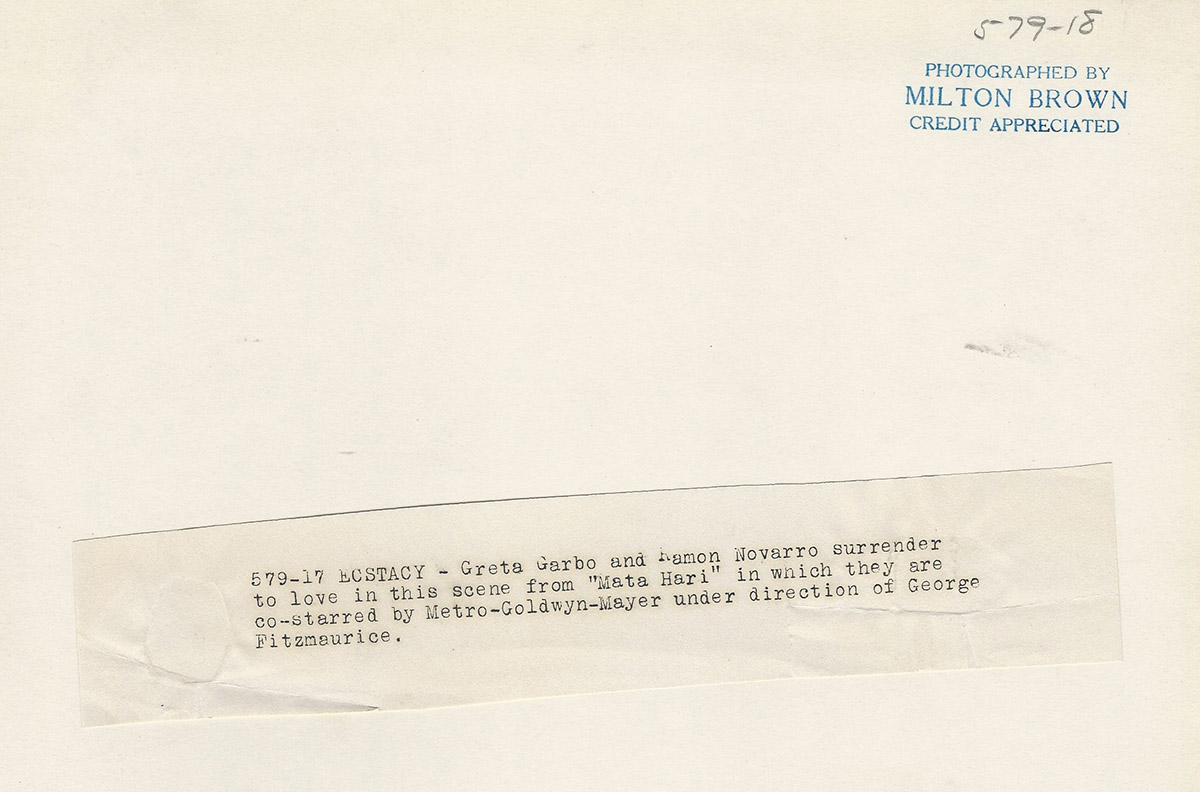 579-18
PHOTOGRAPHED BY
MILTON BROWN
CREDIT APPRECIATED
579-17 ECSTACY - Greta Garbo and Ramon Novarro surrender
to love in this scene from "Mata Hari" in which they are
co-starred by Metro-Goldwyn-Mayer under direction of George
Fitzmaurice.